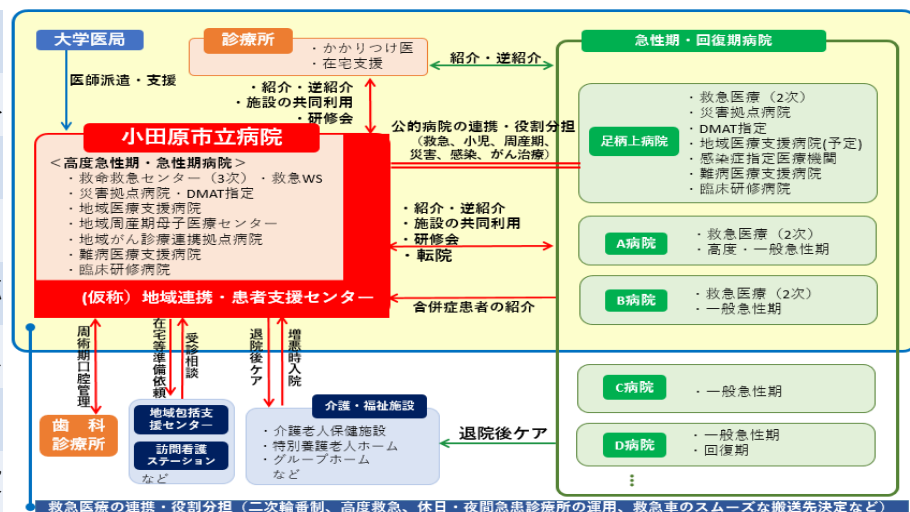 大学医局
医師派遣・支援
診療所
・かかりつけ医
・在宅支援
・紹介・逆紹介
・施設の共同利用
・研修会
紹介・逆紹介
急性期・回復期病院
小田原市立病院
＜高度急性期・急性期病院＞
・救命救急センター（3次）・救急WS
・災害拠点病院・DMAT指定
・地域医療支援病院
・地域周産期母子医療センター
・地域がん診療連携拠点病院
・難病医療支援病院
・臨床研修病院
(仮称）地域連携・患者支援センター
公的病院の連携・役割分担
（救急、小児、周産期、
災害、感染、がん治療）
足柄上病院
・救急医療（2次）
・災害拠点病院
・DMAT指定
・地域医療支援病院(予定)
・感染症指定医療機関
・難病医療支援病院
・臨床研修病院
・紹介・逆紹介
・施設の共同利用
・研修会
・転院
A病院
・救急医療（2次）
・高度・一般急性期
合併症患者の紹介
B病院
・救急医療（2次）
・一般急性期
C病院
・一般急性期
D病院
・一般急性期
・回復期
⋮
周術期口腔管理
在宅等準備依頼
受診相談
退院後ケア
増悪時入院
歯　科
診療所
地域包括支
援センター
訪問看護
ステーション
など
介護・福祉施設
・介護老人保健施設
・特別養護老人ホーム
・グループホーム
など
退院後ケア
救急医療の連携・役割分担（二次輪番制、高度救急、休日・夜間急患診療所の運用、救急車のスムーズな搬送先決定など）